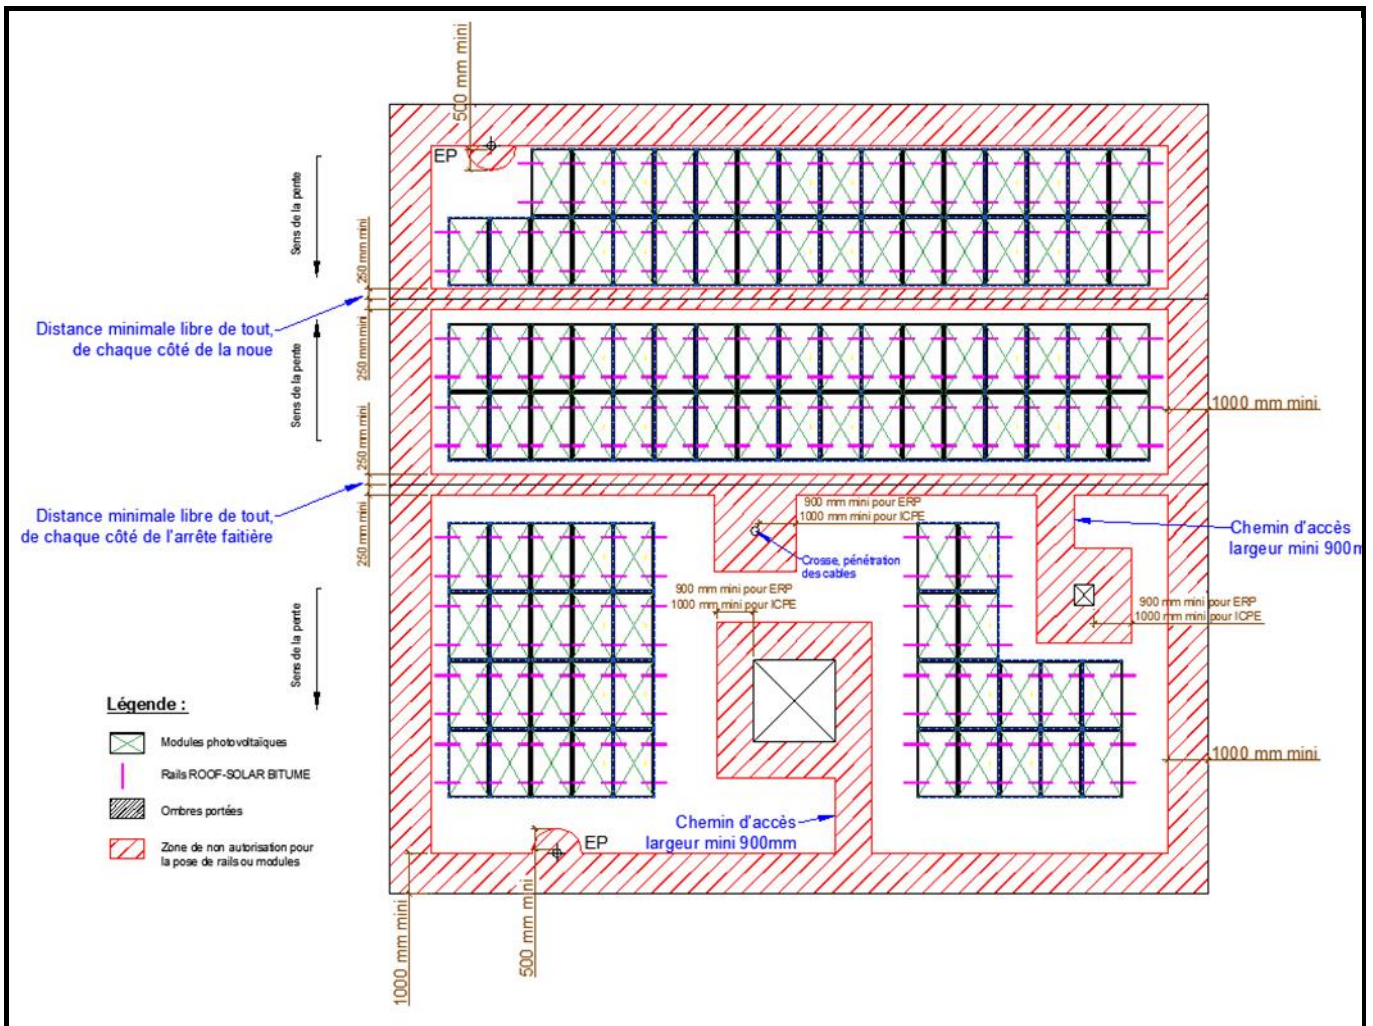 500 mm mini
EP
Sens de la pente
250 mm mini
Distance minimale libre de tout,
de chaque côté de la noue
250 mm mini
Sens de la pente
1000 mm mini
250 mm mini
Distance minimale libre de tout,
de chaque côté de l'arrête faitière
250 mm mini
900 mm mini pour ERP
1000 mm mini pour ICPE
Chemin d'accès
largeur mini 900m
Crosse, pénétration
des cables
900 mm mini pour ERP
1000 mm mini pour ICPE
900 mm mini pour ERP
1000 mm mini pour ICPE
Sens de la pente
Légende :
Modules photovoltaïques
Rails ROOF-SOLAR BITUME
Ombres portées
Zone de non autorisation pour
la pose de rails ou modules
1000 mm mini
Chemin d'accès
largeur mini 900mm
EP
1000 mm mini
500 mm mini